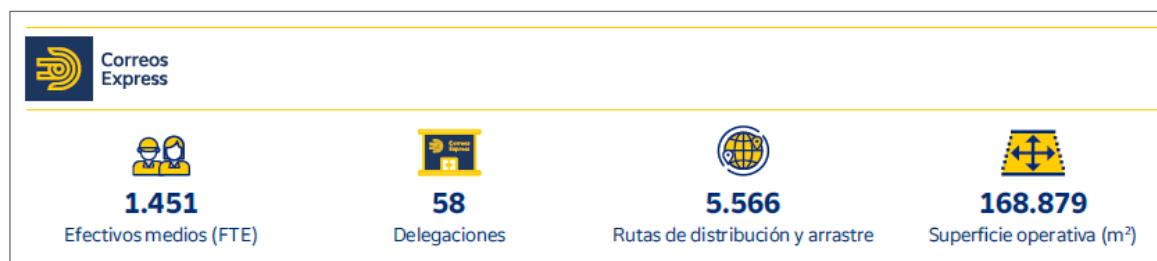 Correos
Express
Correos
Express
1.451
58
5.566
168.879
Efectivos medios (FTE)
Delegaciones
Rutas de distribución y arrastre
Superficie operativa (m²)